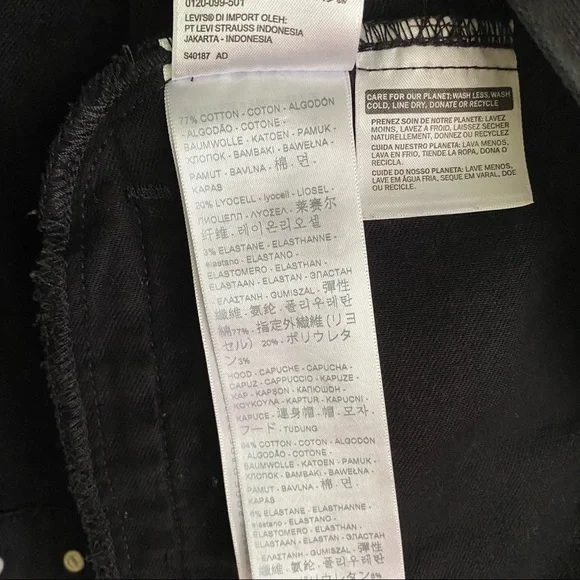 0120-099-501
LEVI'S® DI IMPORT OLEH:
PT LEVI STRAUSS INDONESIA
JAKARTA - INDONESIA
S40187 AD
77% COTTON - COTON - ALGODÓN
- ALGODÃO - COTONE -
BAUMWOLLE - KATOEN - PAMUK -
ХЛОПОК - BAMBAKI - BAWEŁNA -
PAMUT - BAVLNA - 棉 . 면 .
KAPAS
20% LYOCELL - lyocell - LIOSEL -
ЛИОЦЕЛЛ - ΛΥΟΣΕΛ . 萊賽爾
纤维 . 레이온리오셀
3% ELASTANE - ELASTHANNE -
elastano - ELASTANO -
ELASTOMERO - ELASTHAN -
ELASTAAN - ELASTAN - ЭЛАСТАН
- ΕΛΑΣΤΑΝΗ - GUMISZÁL - 彈性
纖維 . 氨纶 . 폴리우레탄
綿77% . 指定外繊維 (リヨ
セル) 20% . ポリウレタ
ン3%
HOOD - CAPUCHE - CAPUCHA -
CAPUZ - CAPPUCCIO - KAPUZE -
KAP - KAPŞON - КАПЮШОН -
ΚΟΥΚΟΥΛΑ - KAPTUR - KAPUCNI -
KAPUCE - 連身帽 . 帽 . 모자 .
フード . TUDUNG
94% COTTON - COTON - ALGODÓN
- ALGODÃO - COTONE -
BAUMWOLLE - KATOEN - PAMUK -
ХЛОПОК - BAMBAKI - BAWEŁNA -
PAMUT - BAVLNA - 棉 . 면 .
KAPAS
6% ELASTANE - ELASTHANNE -
elastano - ELASTANO -
ELASTOMERO - ELASTHAN -
ELASTAAN - ELASTAN - ЭЛАСТАН
- ΕΛΑΣΤΑΝΗ - GUMISZÁL - 彈性
纖維 . 氨纶 . 폴리우레탄
CARE FOR OUR PLANET: WASH LESS, WASH
COLD, LINE DRY, DONATE OR RECYCLE
PRENEZ SOIN DE NOTRE PLANÈTE: LAVEZ
MOINS, LAVEZ A FROID, LAISSEZ SÉCHER
NATURELLEMENT, DONNEZ OU RECYCLEZ
CUIDA NUESTRO PLANETA: LAVA MENOS,
LAVA EN FRIO, TIENDE LA ROPA, DONA O
RECICLA.
CUIDE DO NOSSO PLANETA: LAVE MENOS,
LAVE EM ÁGUA FRIA, SEQUE EM VARAL, DOE
OU RECICLE.